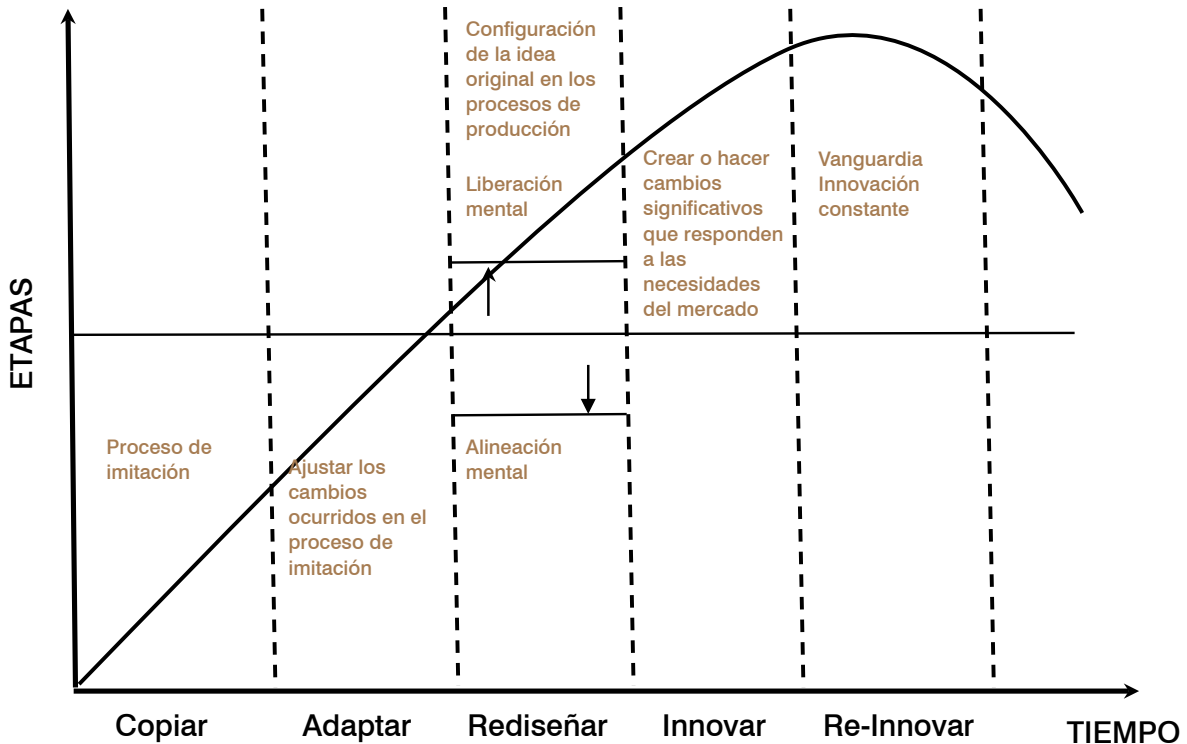 Configuración
de la idea
original en los
procesos de
producción
Liberación
mental
Crear o hacer
cambios
significativos
que responden
a las
necesidades
del mercado
Vanguardia
Innovación
constante
ETAPAS
Proceso de
imitación
Ajustar los
cambios
ocurridos en el
proceso de
imitación
Alineación
mental
Copiar
Adaptar
Rediseñar
Innovar
Re-Innovar
TIEMPO